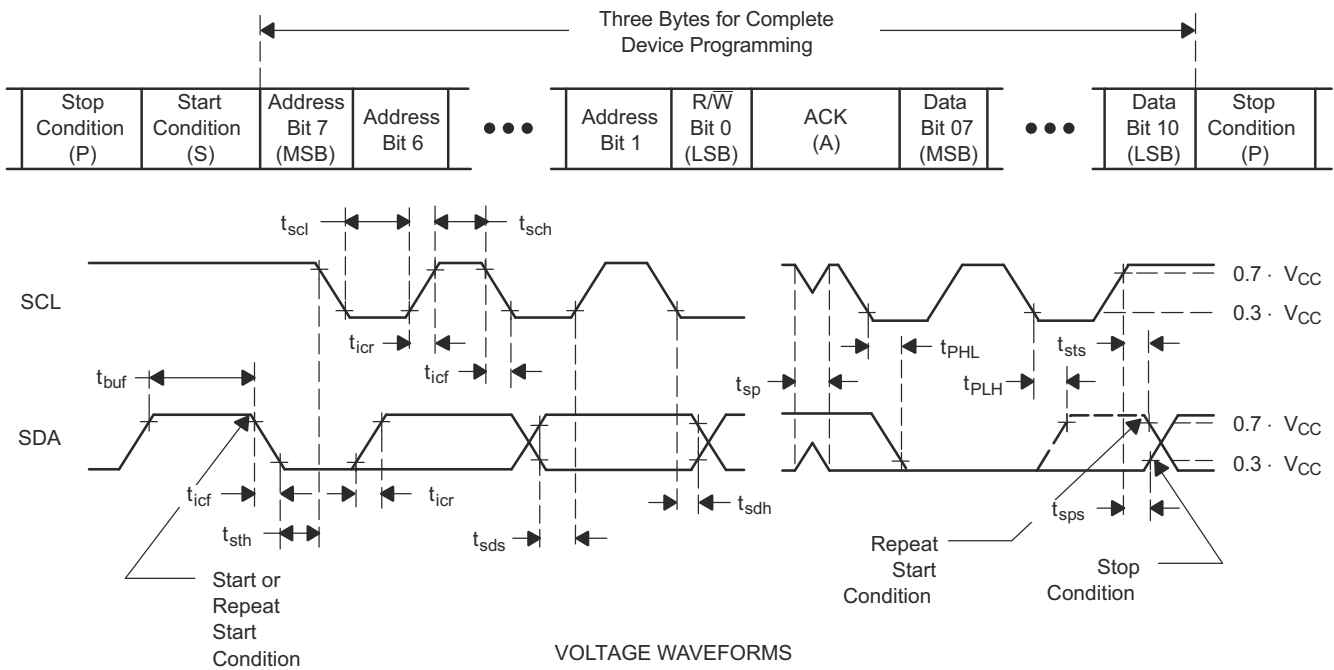 Three Bytes for Complete
Device Programming
Stop
Condition
(P)
Start
Condition
(S)
Address
Bit 7
(MSB)
Address
Bit 6
•••
Address
Bit 1
R/W̅
Bit 0
(LSB)
ACK
(A)
Data
Bit 07
(MSB)
•••
Data
Bit 10
(LSB)
Stop
Condition
(P)
tscl
tsch
SCL
0.7 · VCC
0.3 · VCC
ticr
ticf
tPHL
tsts
tbuf
tsp
tPLH
SDA
0.7 · VCC
0.3 · VCC
ticf
ticr
tsdh
tsth
tsds
tsps
Start or
Repeat
Start
Condition
Repeat
Start
Condition
Stop
Condition
VOLTAGE WAVEFORMS